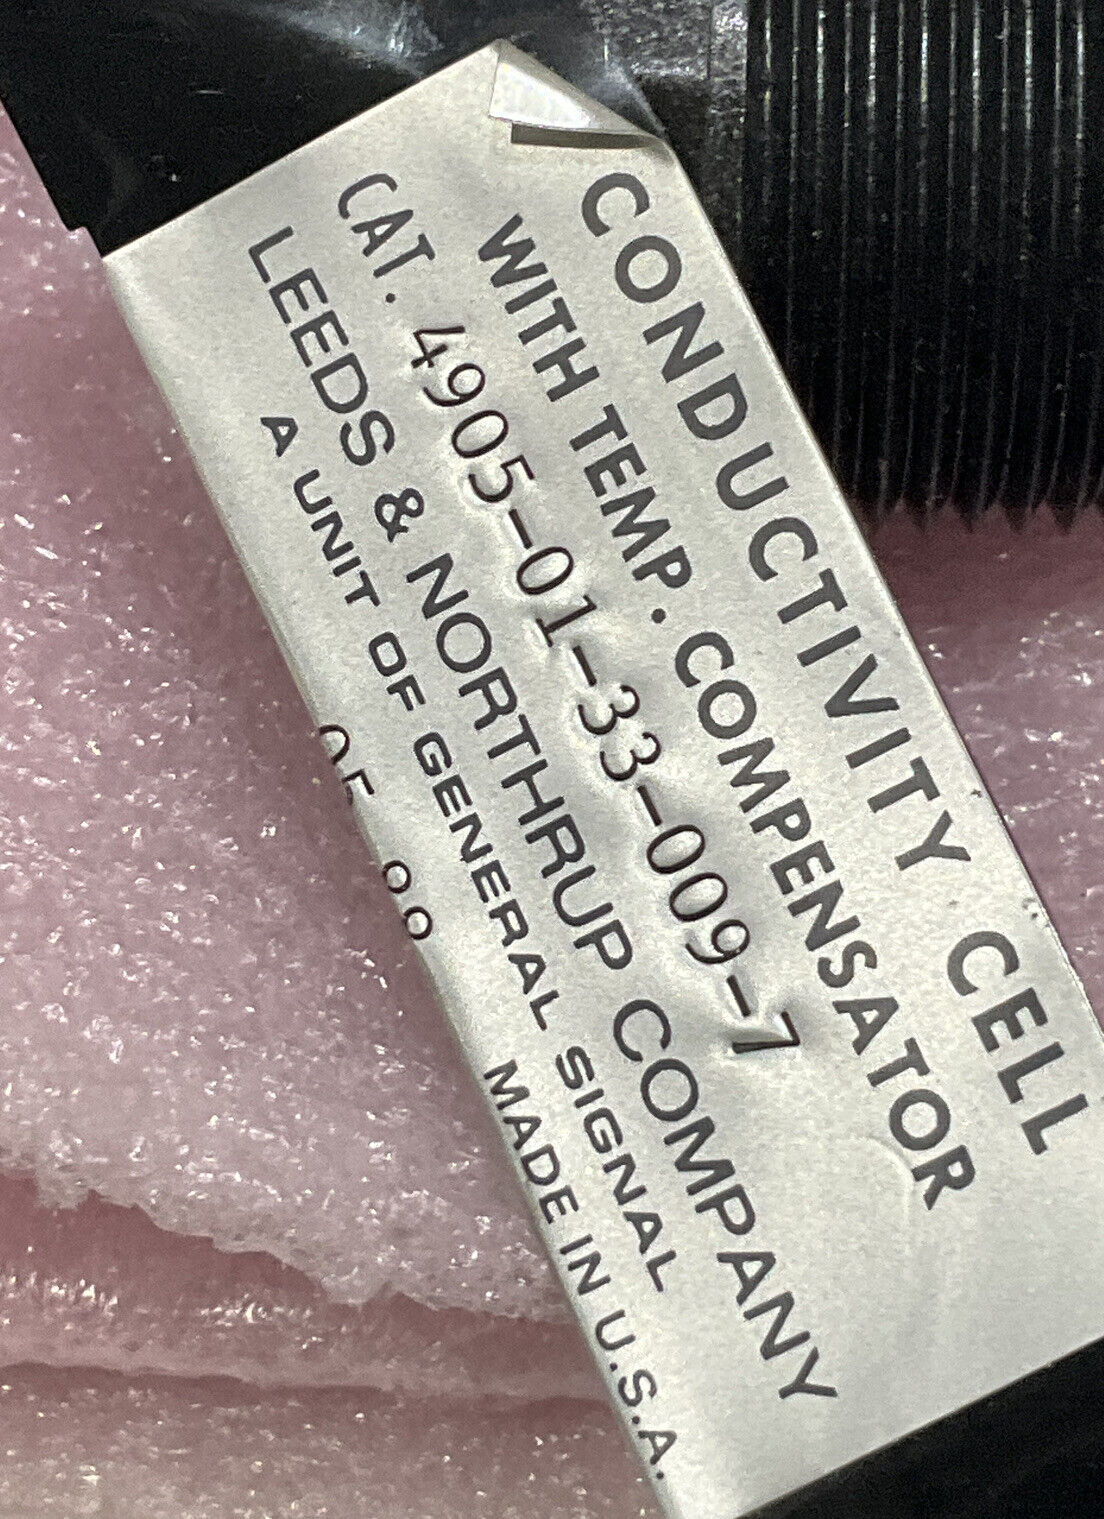 CONDUCTIVITY CELL
WITH TEMP. COMPENSATOR
CAT. 4905-01-33-009-7
LEEDS & NORTHRUP COMPANY
A UNIT OF GENERAL SIGNAL
MADE IN U.S.A.